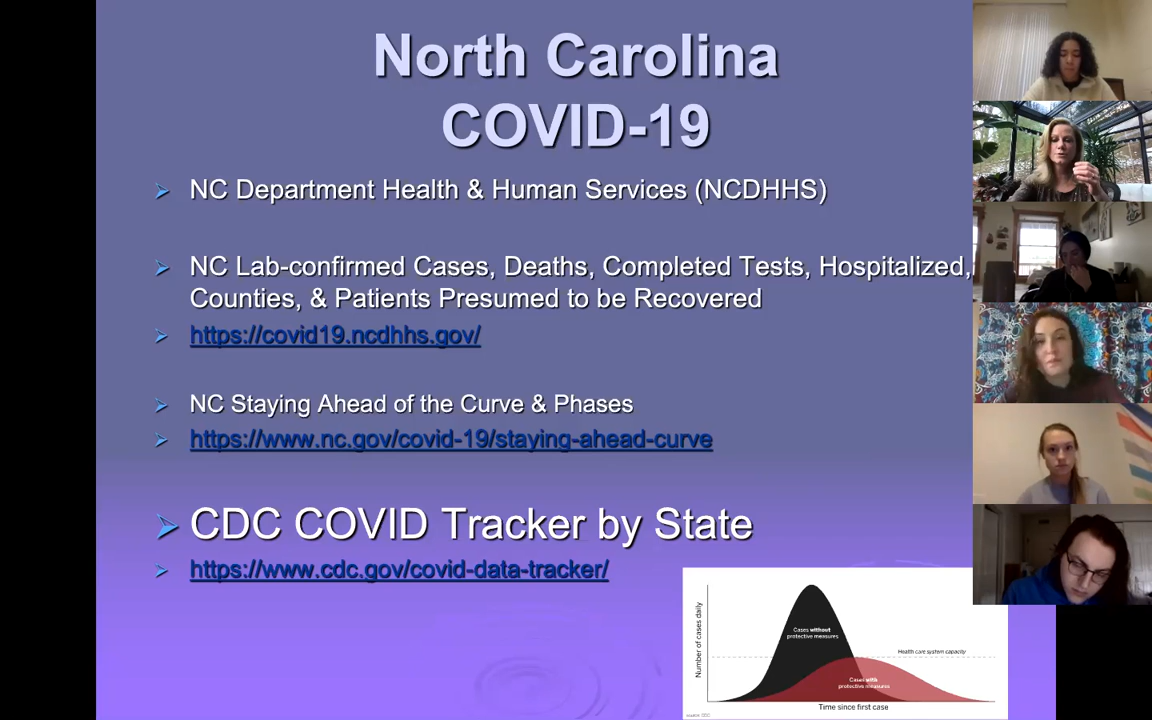 North Carolina
COVID-19
NC Department Health & Human Services (NCDHHS)
NC Lab-confirmed Cases, Deaths, Completed Tests, Hospitalized,
Counties, & Patients Presumed to be Recovered
https://covid19.ncdhhs.gov/
NC Staying Ahead of the Curve & Phases
https://www.nc.gov/covid-19/staying-ahead-curve
CDC COVID Tracker by State
https://www.cdc.gov/covid-data-tracker/
Number of cases daily
Cases without
protective measures
Health care system capacity
Cases with
protective measures
Time since first case
source: CDC